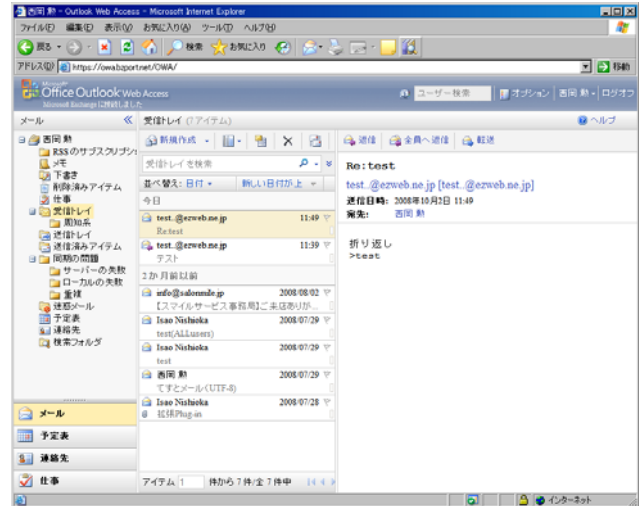 西岡 勲 - Outlook Web Access - Microsoft Internet Explorer
ファイル(F) 編集(E) 表示(V) お気に入り(A) ツール(T) ヘルプ(H)
戻る 検索 お気に入り
アドレス(D) https://owa.bzport.net/OWA/ 移動
Microsoft
Office Outlook Web Access ユーザー検索 オプション 西岡 勲 ログオフ
Microsoft Exchange に接続しました
メール 受信トレイ (7 アイテム) ヘルプ
西岡 勲
RSS のサブスクリプション
メモ
下書き
削除済みアイテム
仕事
受信トレイ
周知系
送信トレイ
送信済みアイテム
同期の問題
サーバーの失敗
ローカルの失敗
重複
迷惑メール
予定表
連絡先
検索フォルダ
メール
予定表
連絡先
仕事
新規作成
受信トレイ を検索
並べ替え: 日付 新しい日付が上
今日
test..@ezweb.ne.jp 11:49
Re:test
test..@ezweb.ne.jp 11:39
テスト
2か月前以前
info@salonmile.jp 2008/08/02
【スマイルサービス事務局】ご来店ありが...
Isao Nishioka 2008/07/29
test(ALLusers)
Isao Nishioka 2008/07/29
test
西岡 勲 2008/07/29
てすとメール(UTF-8)
Isao Nishioka 2008/07/28
拡張Plug-in
アイテム 1 件から 7 件/全 7 件中
返信 全員へ返信 転送
Re:test
test..@ezweb.ne.jp [test..@ezweb.ne.jp]
送信日時: 2008年10月2日 11:49
宛先: 西岡 勲
折り返し
>test
インターネット